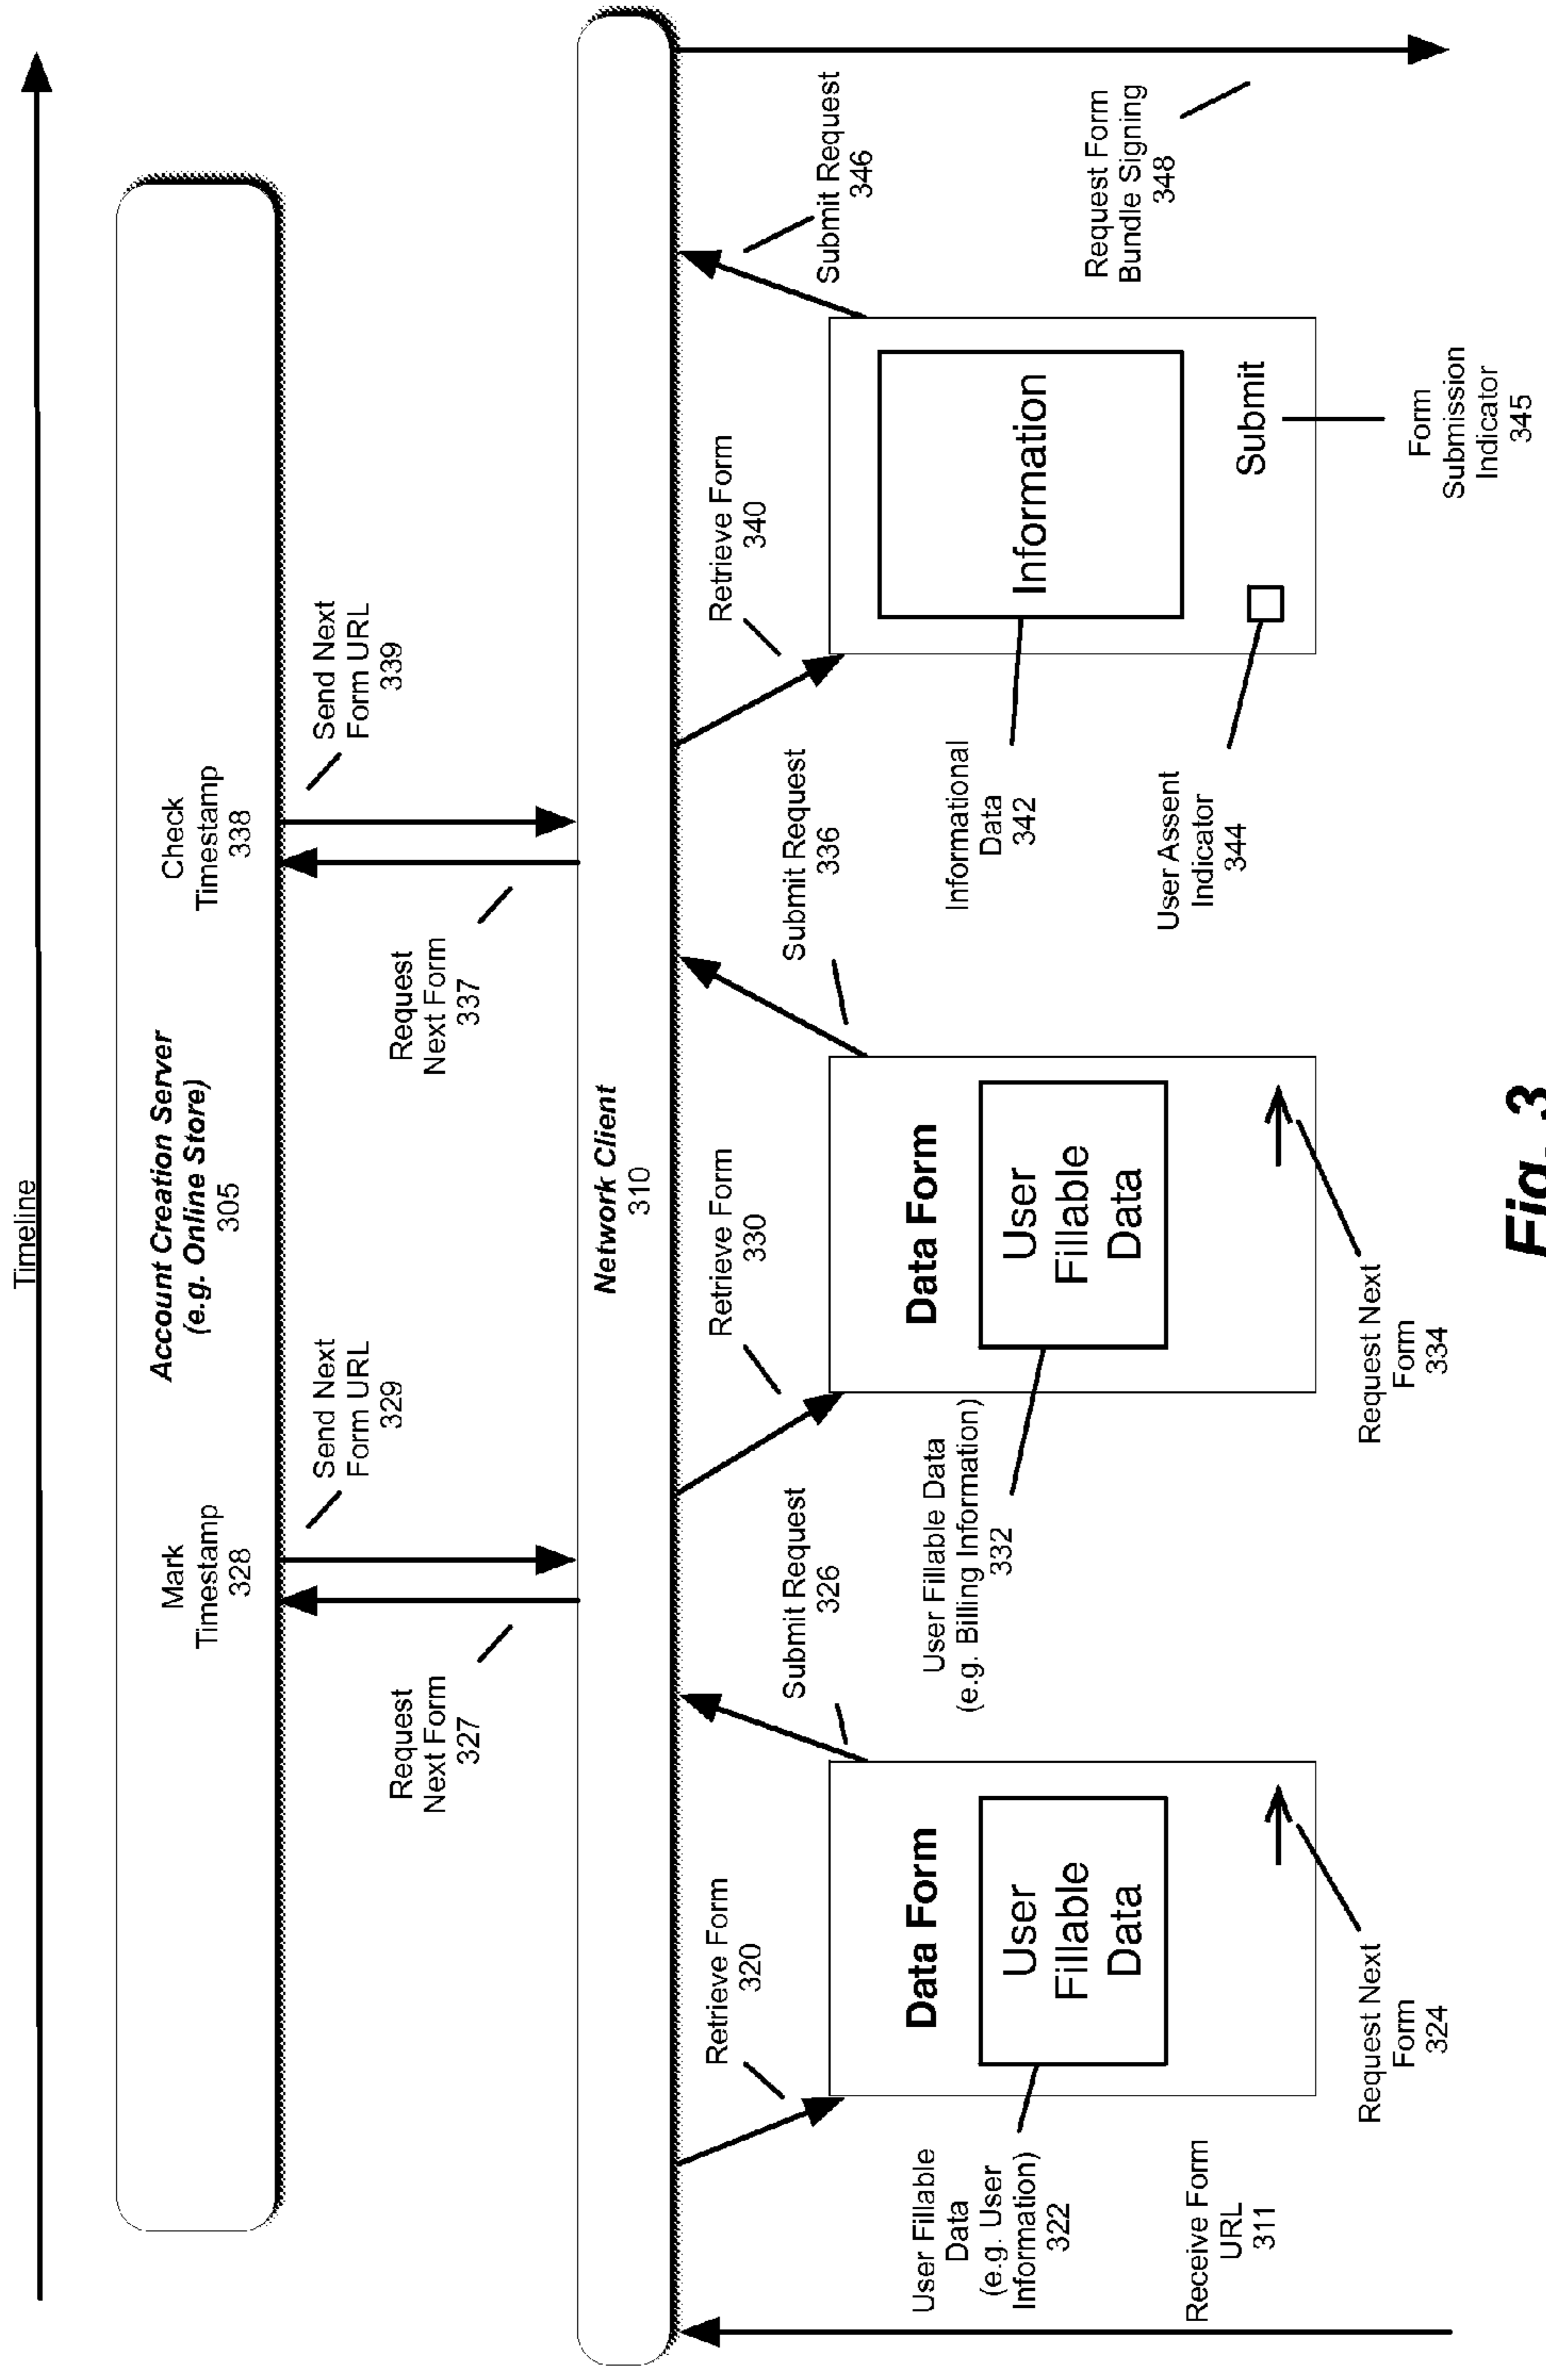 Timeline
Account Creation Server
(e.g. Online Store)
305
Mark
Timestamp
328
Check
Timestamp
338
Request
Next Form
327
Send Next
Form URL
329
Request
Next Form
337
Send Next
Form URL
339
Network Client
310
Retrieve Form
320
Submit Request
326
Retrieve Form
330
Submit Request
336
Retrieve Form
340
Submit Request
346
User Fillable
Data
(e.g. User
Information)
322
Receive Form
URL
311
Data Form
User
Fillable
Data
Request Next
Form
324
User Fillable Data
(e.g. Billing Information)
332
Data Form
User
Fillable
Data
Request Next
Form
334
Informational
Data
342
User Assent
Indicator
344
Information
Submit
Form
Submission
Indicator
345
Request Form
Bundle Signing
348
Fig. 3